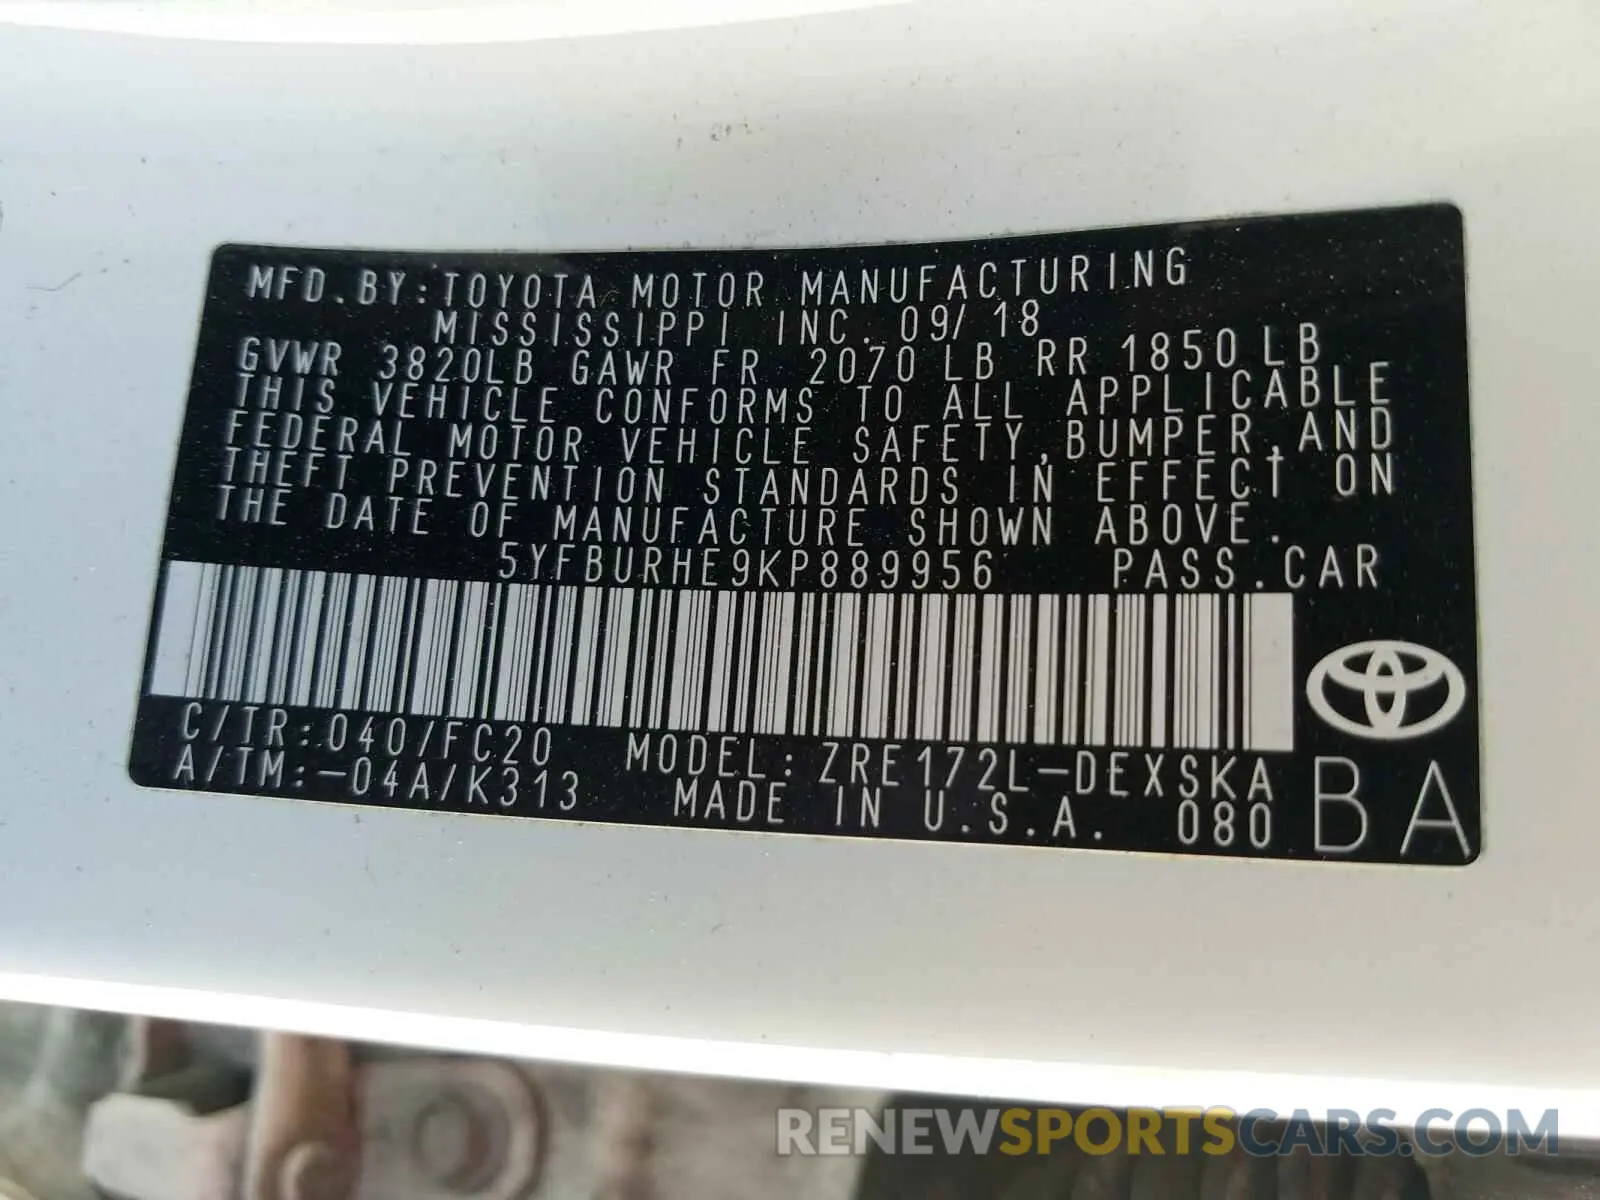 MFD.BY:TOYOTA MOTOR MANUFACTURING
MISSISSIPPI INC. 09/18
GVWR 3820LB GAWR FR 2070LB RR 1850LB
THIS VEHICLE CONFORMS TO ALL APPLICABLE
FEDERAL MOTOR VEHICLE SAFETY,BUMPER,AND
THEFT PREVENTION STANDARDS IN EFFECT ON
THE DATE OF MANUFACTURE SHOWN ABOVE.
5YFBURHE9KP889956 PASS.CAR
C/TR:040/FC20 MODEL:ZRE172L-DEXSKA
A/TM:-04A/K313 MADE IN U.S.A. 080
BA
RENEWSPORTSCARS.COM